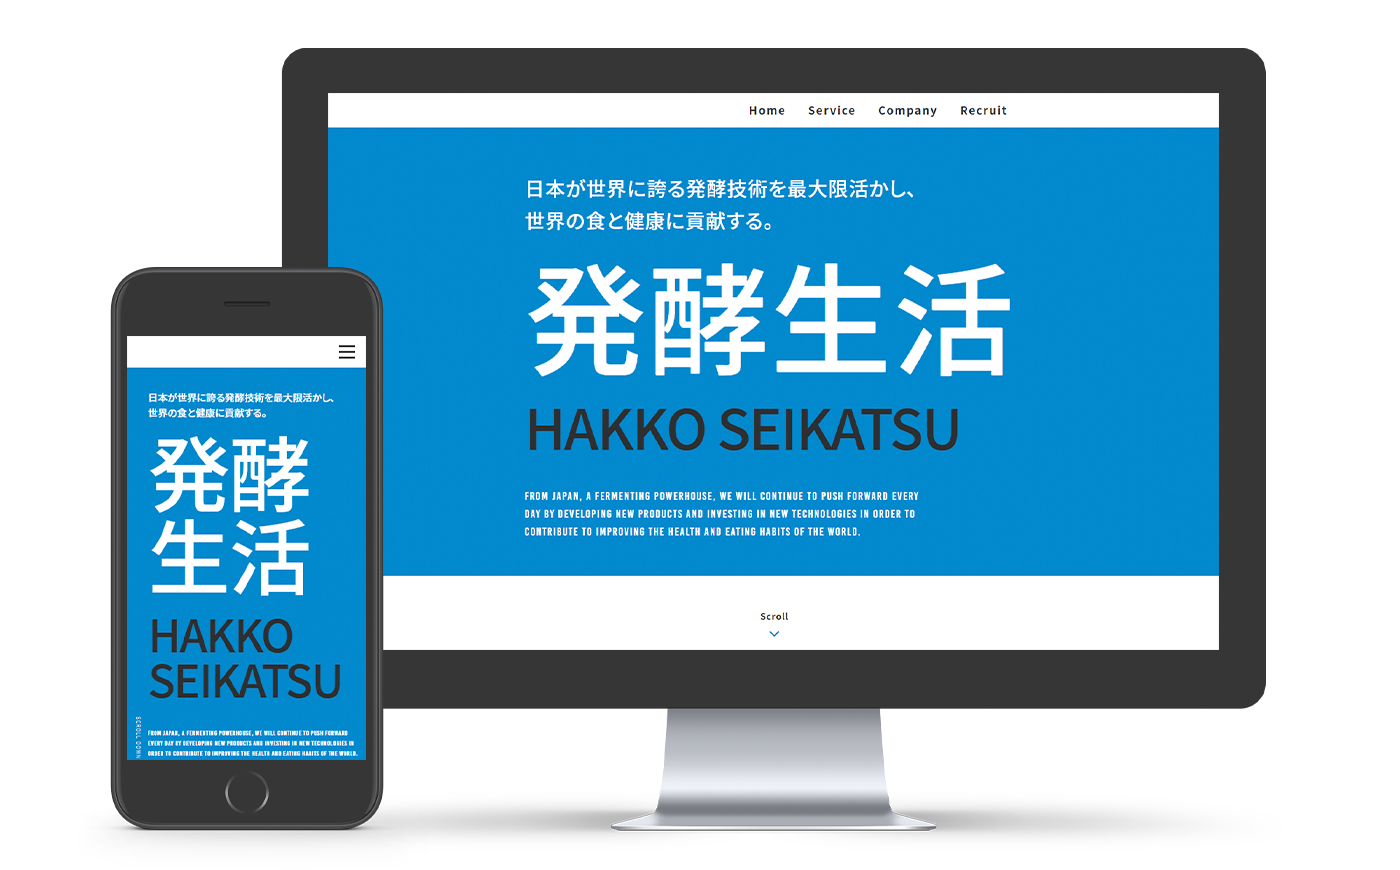 Home Service Company Recruit
日本が世界に誇る発酵技術を最大限活かし、
世界の食と健康に貢献する。
発酵生活
HAKKO SEIKATSU
FROM JAPAN, A FERMENTING POWERHOUSE, WE WILL CONTINUE TO PUSH FORWARD EVERY
DAY BY DEVELOPING NEW PRODUCTS AND INVESTING IN NEW TECHNOLOGIES IN ORDER TO
CONTRIBUTE TO IMPROVING THE HEALTH AND EATING HABITS OF THE WORLD.
Scroll
日本が世界に誇る発酵技術を最大限活かし、
世界の食と健康に貢献する。
発酵
生活
HAKKO
SEIKATSU
SCROLL DOWN
FROM JAPAN, A FERMENTING POWERHOUSE, WE WILL CONTINUE TO PUSH FORWARD
EVERY DAY BY DEVELOPING NEW PRODUCTS AND INVESTING IN NEW TECHNOLOGIES IN
ORDER TO CONTRIBUTE TO IMPROVING THE HEALTH AND EATING HABITS OF THE WORLD.